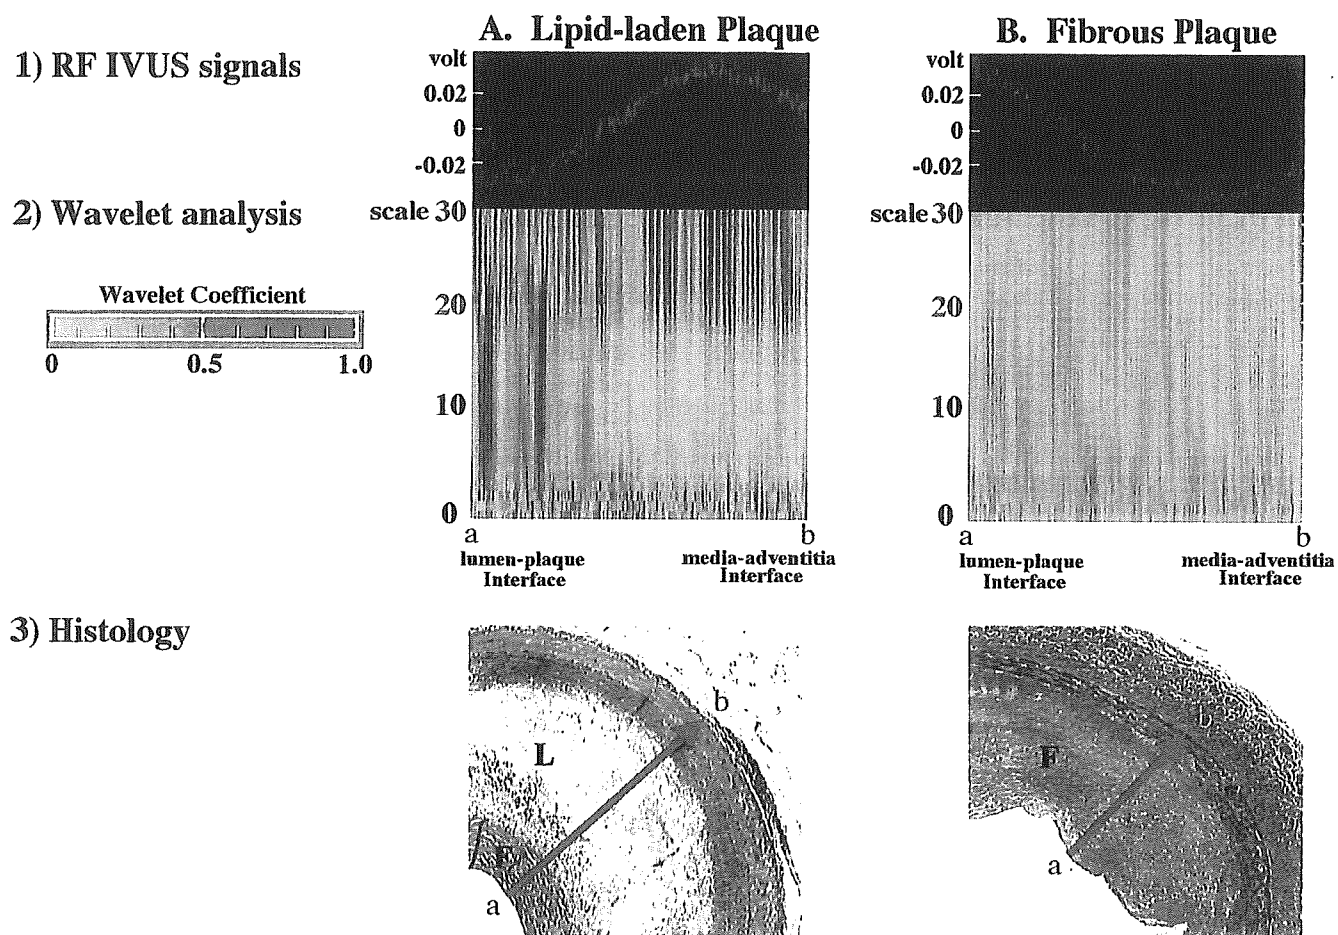 A. Lipid-laden Plaque
B. Fibrous Plaque
1) RF IVUS signals
volt
0.02
0
-0.02
volt
0.02
0
-0.02
2) Wavelet analysis
scale 30
20
10
0
scale 30
20
10
0
Wavelet Coefficient
0 0.5 1.0
a b
lumen-plaque Interface
media-adventitia Interface
a b
lumen-plaque Interface
media-adventitia Interface
3) Histology
b
L
F
a
b
F
a